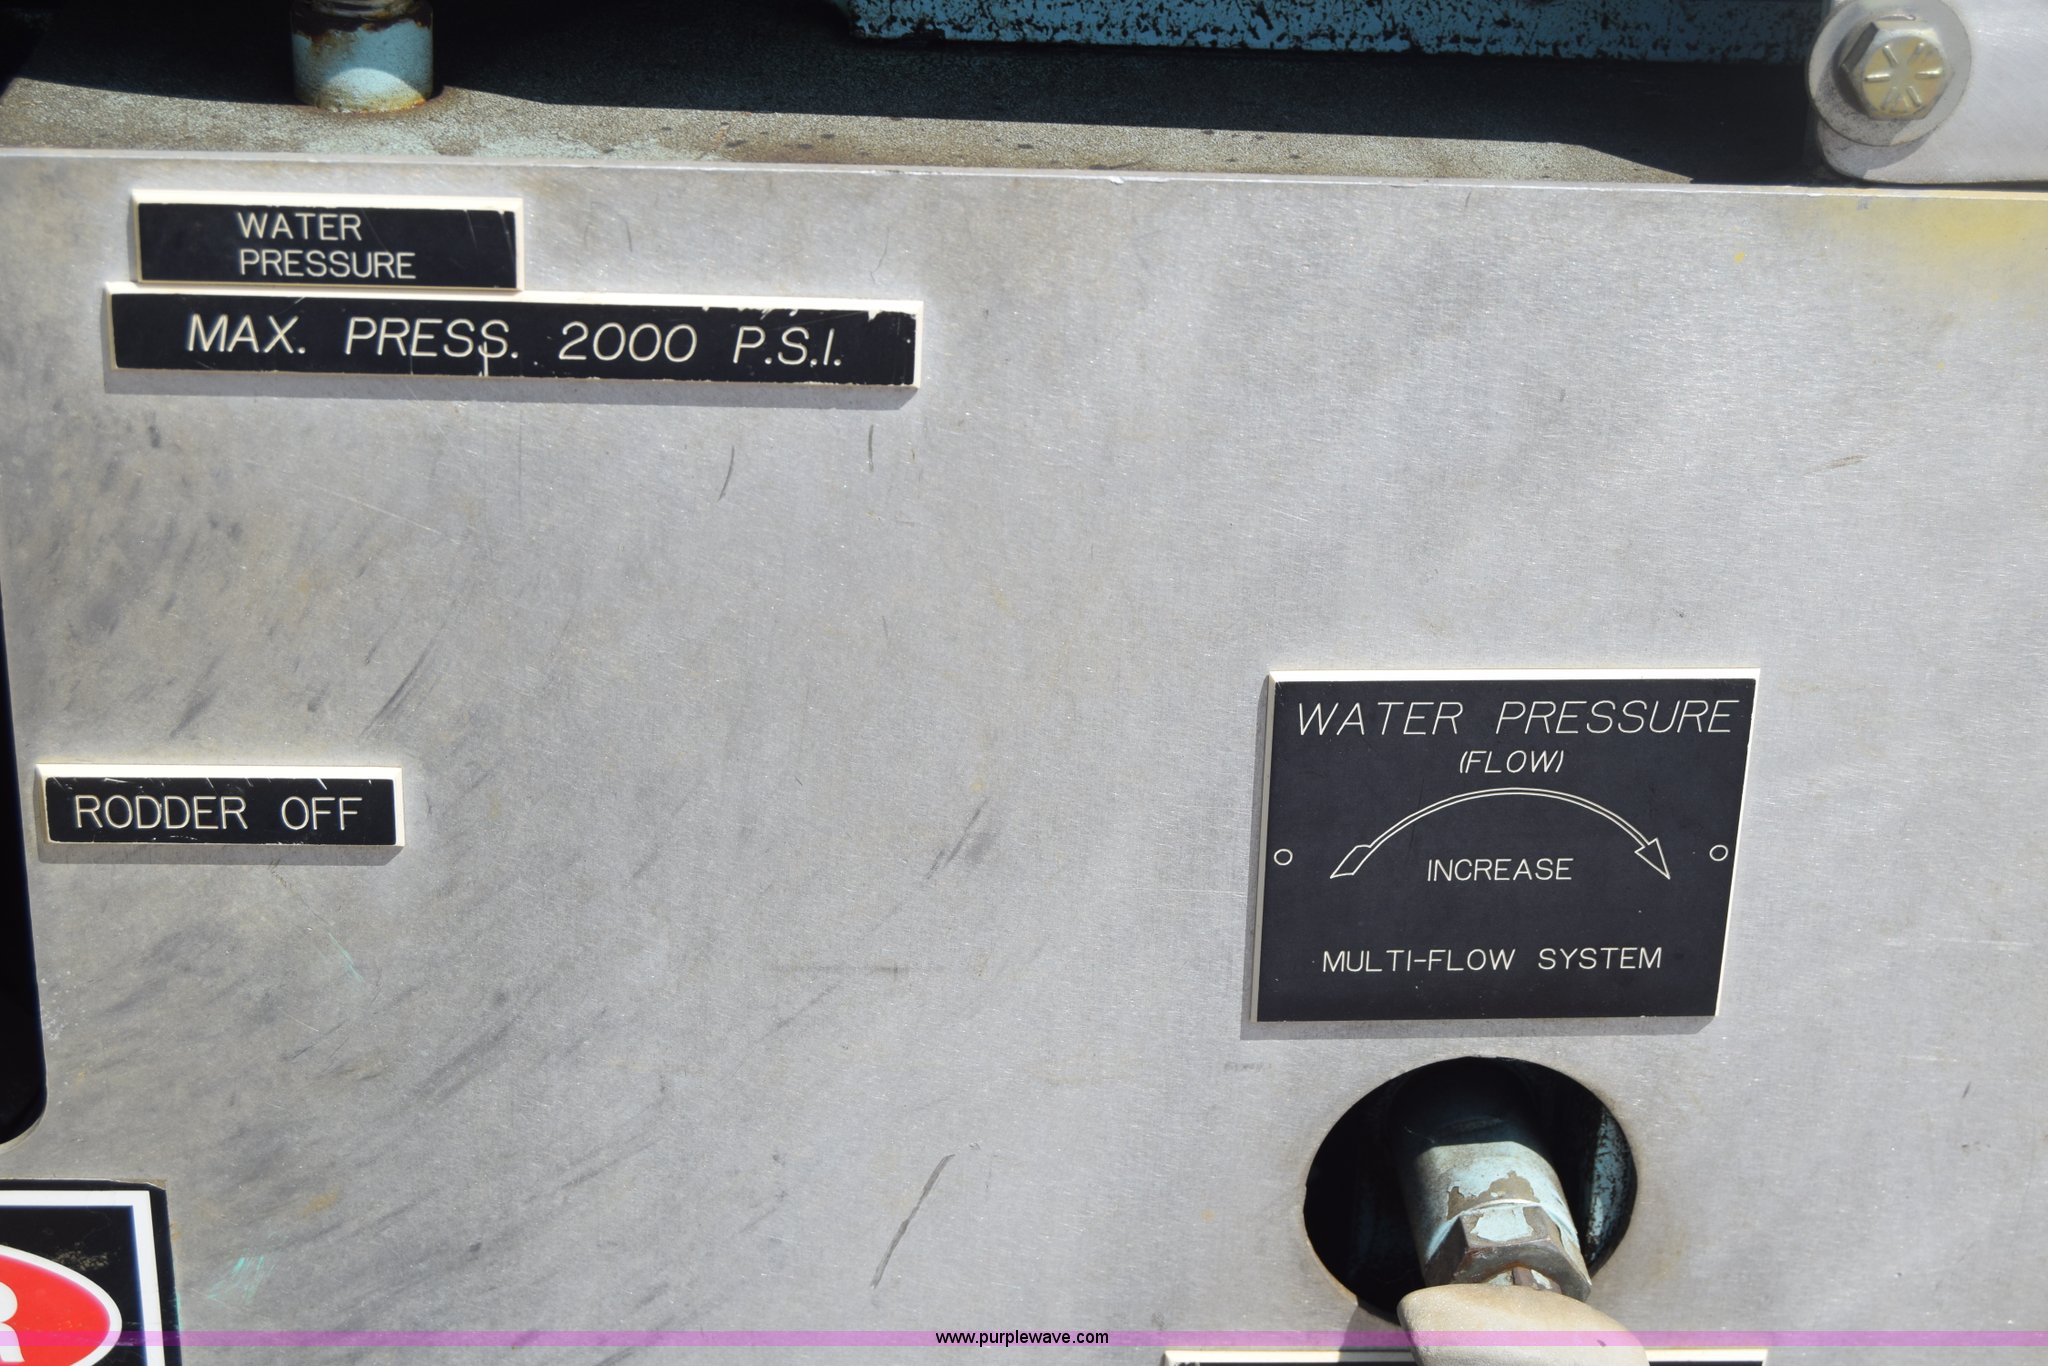 WATER
PRESSURE
MAX. PRESS. 2000 P.S.I.
RODDER OFF
WATER PRESSURE
(FLOW)
INCREASE
MULTI-FLOW SYSTEM
R
www.purplewave.com